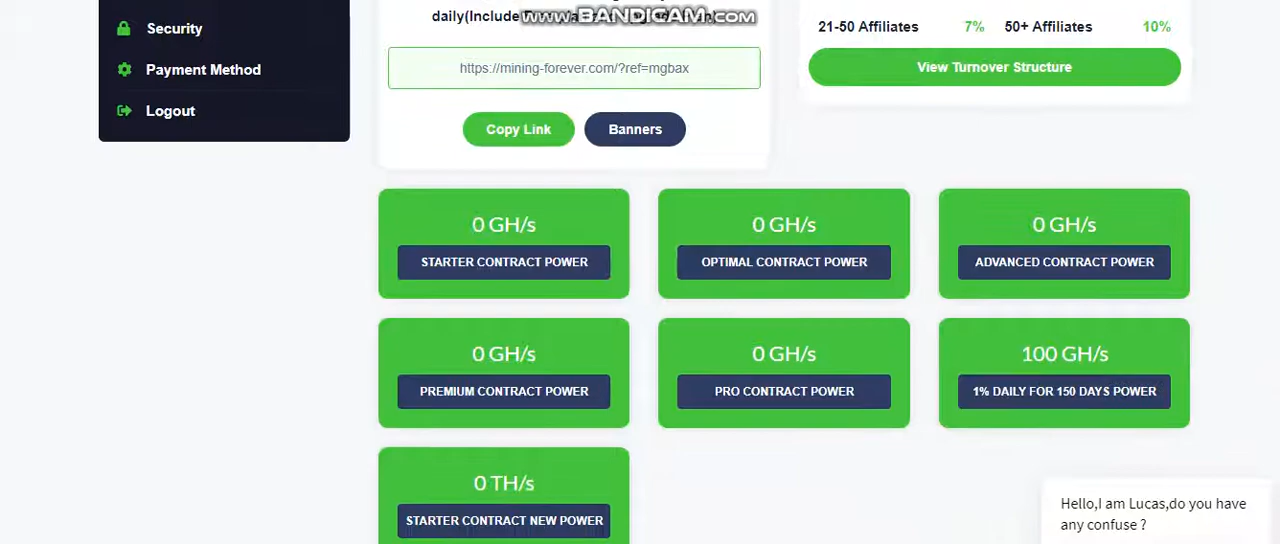 Security
Payment Method
Logout
www.BANDICAM.com
daily(Include
https://mining-forever.com/?ref=mgbax
Copy Link
Banners
21-50 Affiliates 7% 50+ Affiliates 10%
View Turnover Structure
0 GH/s
STARTER CONTRACT POWER
0 GH/s
OPTIMAL CONTRACT POWER
0 GH/s
ADVANCED CONTRACT POWER
0 GH/s
PREMIUM CONTRACT POWER
0 GH/s
PRO CONTRACT POWER
100 GH/s
1% DAILY FOR 150 DAYS POWER
0 TH/s
STARTER CONTRACT NEW POWER
Hello,I am Lucas,do you have
any confuse ?